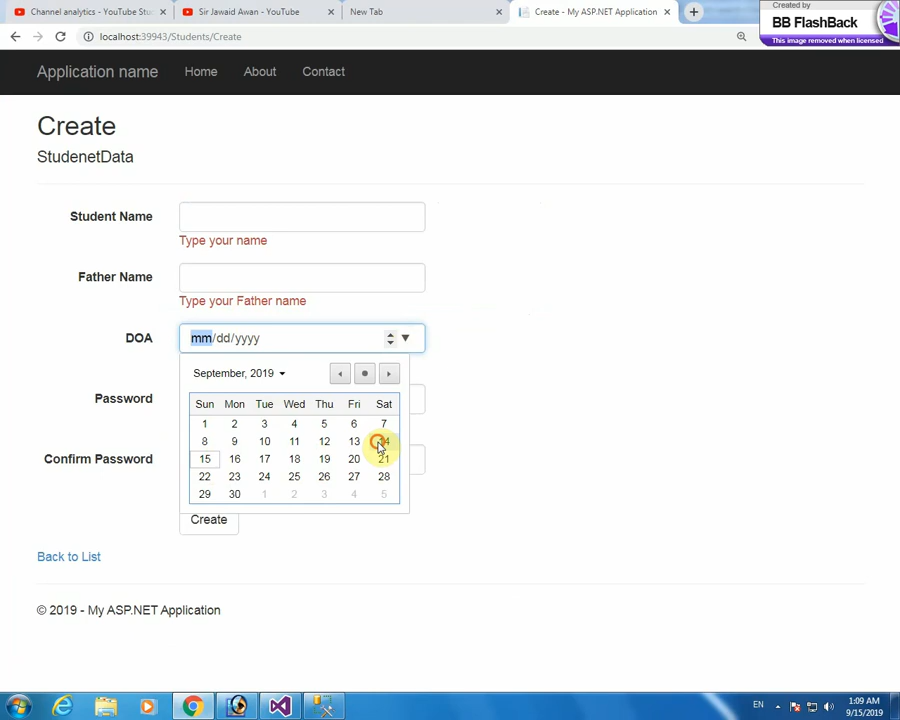 Channel analytics - YouTube Stu
Sir Jawaid Awan - YouTube
New Tab
Create - My ASP.NET Application
Created by
BB FlashBack
This image removed when licensed
localhost:39943/Students/Create
Application name Home About Contact
Create
StudenetData
Student Name
Type your name
Father Name
Type your Father name
DOA mm/dd/yyyy
September, 2019
Sun Mon Tue Wed Thu Fri Sat
1 2 3 4 5 6 7
8 9 10 11 12 13 14
15 16 17 18 19 20 21
22 23 24 25 26 27 28
29 30 1 2 3 4 5
Password
Confirm Password
Create
Back to List
© 2019 - My ASP.NET Application
EN
1:09 AM
9/15/2019